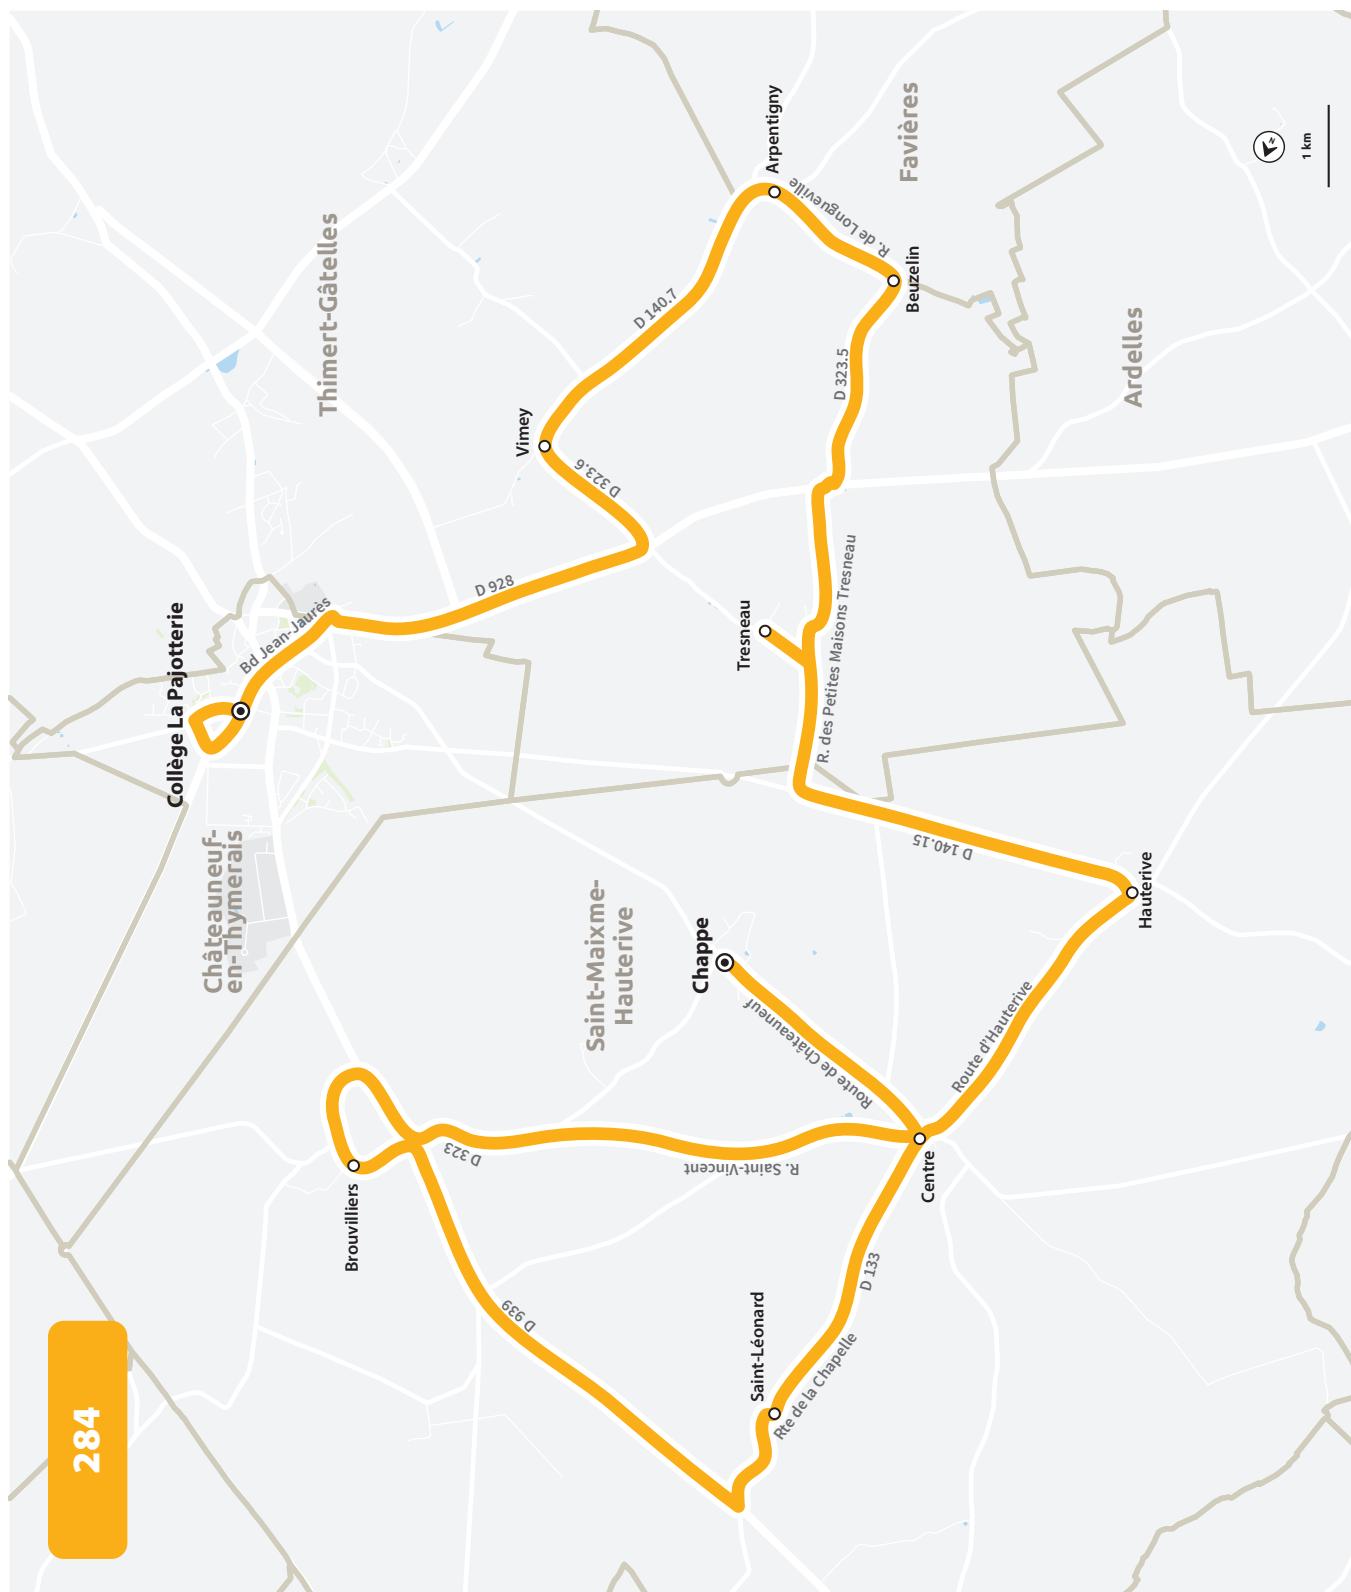 284
Collège La Pajotterie
Bd Jean-Jaurès
Châteauneuf-
en-Thymerais
Thimert-Gâtelles
D 928
D 323.6
Vimey
D 140.7
Arpentigny
R. de Longueville
Favières
Beuzelin
D 323.5
Ardelles
Tresneau
R. des Petites Maisons Tresneau
D 140.15
Hauterive
Route d'Hauterive
Saint-Maixme-
Hauterive
Chappe
Route de Châteauneuf
Centre
R. Saint-Vincent
D 323
Brouvilliers
D 939
Saint-Léonard
Rte de la Chapelle
D 133
N
1 km